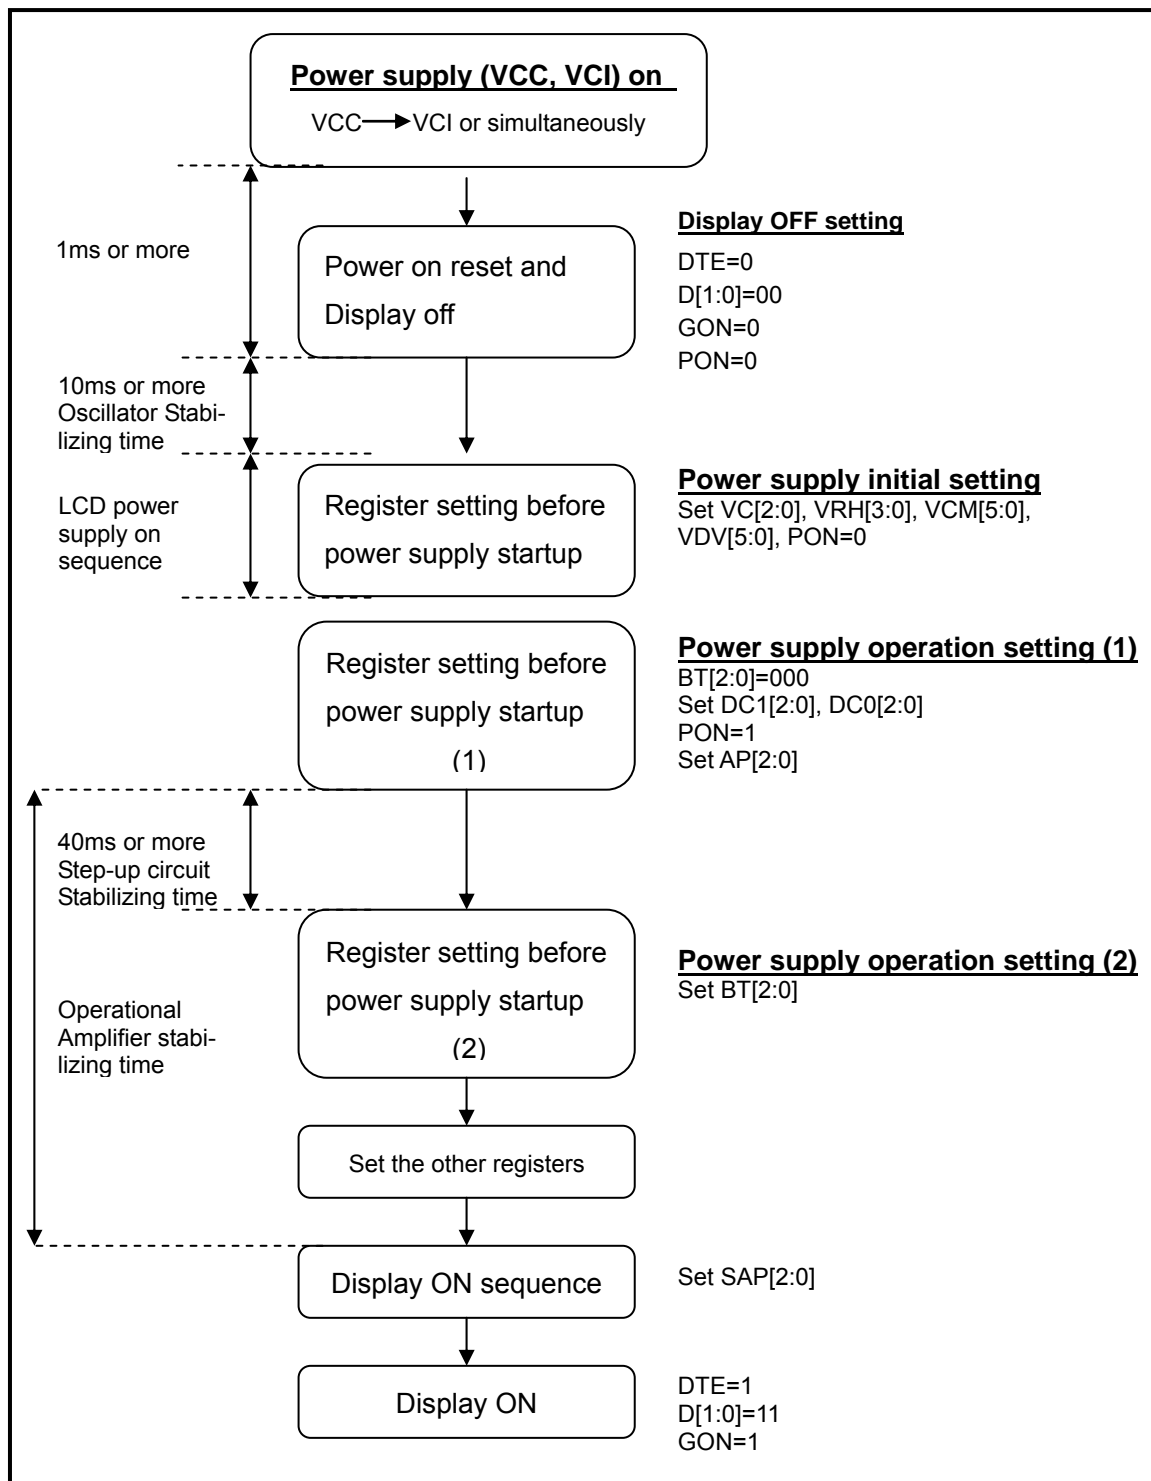 Power supply (VCC, VCI) on
VCC VCI or simultaneously
1ms or more
Power on reset and
Display off
Display OFF setting
DTE=0
D[1:0]=00
GON=0
PON=0
10ms or more
Oscillator Stabi-
lizing time
LCD power
supply on
sequence
Register setting before
power supply startup
Power supply initial setting
Set VC[2:0], VRH[3:0], VCM[5:0],
VDV[5:0], PON=0
Register setting before
power supply startup
(1)
Power supply operation setting (1)
BT[2:0]=000
Set DC1[2:0], DC0[2:0]
PON=1
Set AP[2:0]
40ms or more
Step-up circuit
Stabilizing time
Register setting before
power supply startup
(2)
Power supply operation setting (2)
Set BT[2:0]
Operational
Amplifier stabi-
lizing time
Set the other registers
Display ON sequence
Set SAP[2:0]
Display ON
DTE=1
D[1:0]=11
GON=1